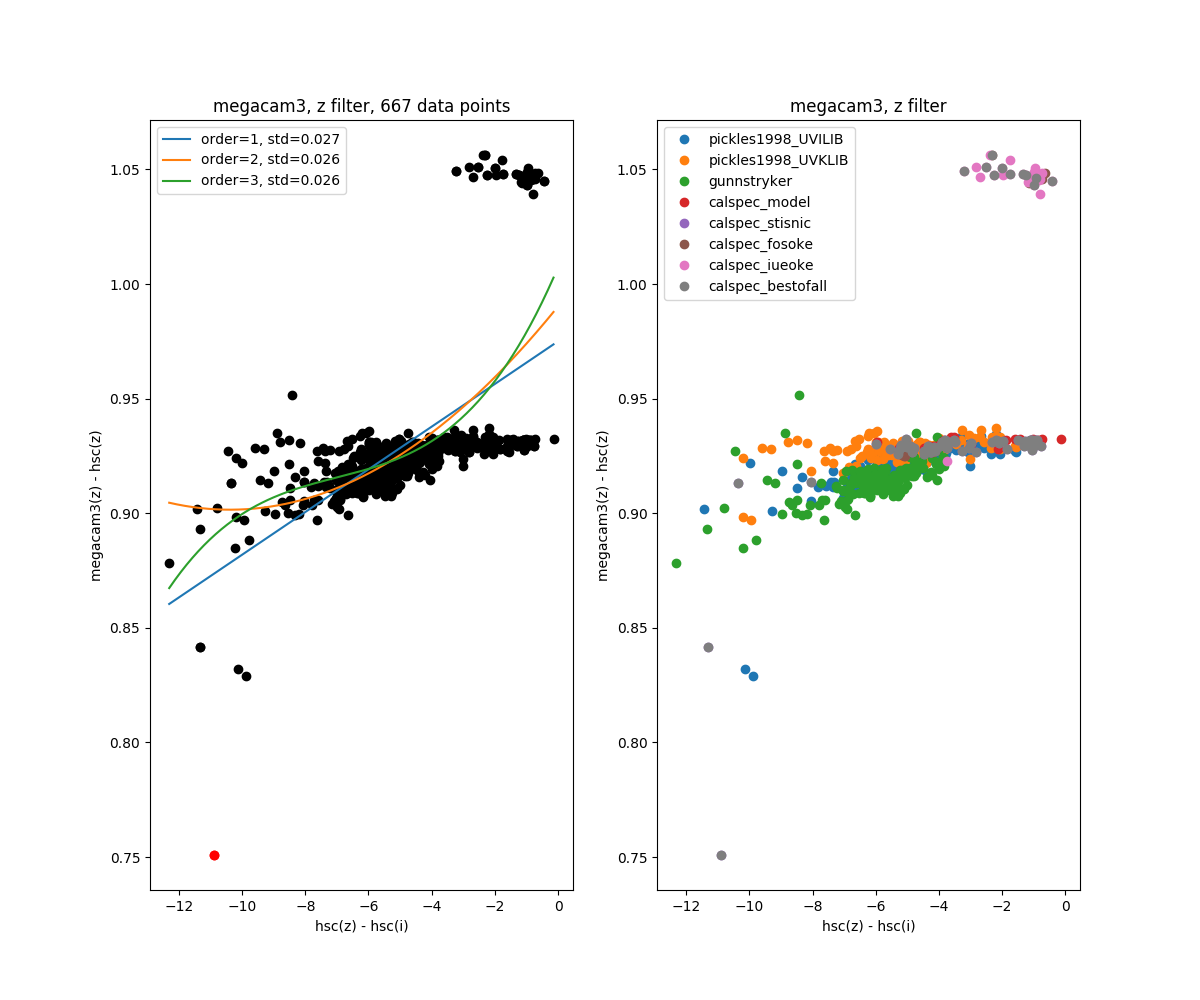 megacam3, z filter, 667 data points
order=1, std=0.027
order=2, std=0.026
order=3, std=0.026
1.05
1.00
0.95
0.90
0.85
0.80
0.75
megacam3(z) - hsc(z)
−12 −10 −8 −6 −4 −2 0
hsc(z) - hsc(i)
megacam3, z filter
pickles1998_UVILIB
pickles1998_UVKLIB
gunnstryker
calspec_model
calspec_stisnic
calspec_fosoke
calspec_iueoke
calspec_bestofall
1.05
1.00
0.95
0.90
0.85
0.80
0.75
megacam3(z) - hsc(z)
−12 −10 −8 −6 −4 −2 0
hsc(z) - hsc(i)